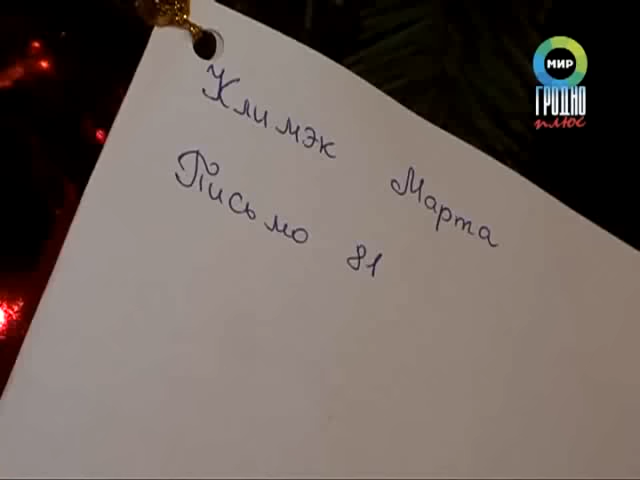 МИР
ГРОДНО
плюс
Климэк Марта
Письмо 81